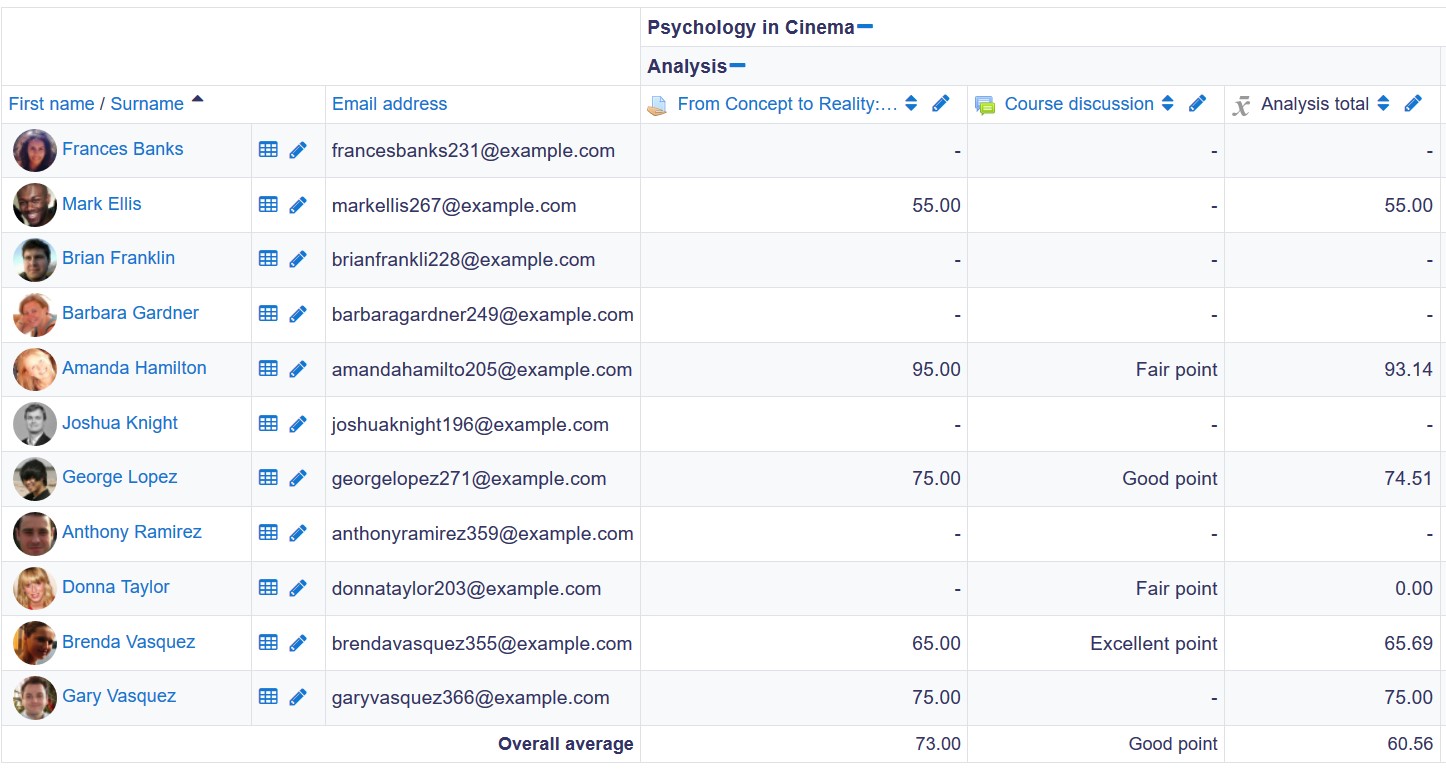 Psychology in Cinema
Analysis
First name / Surname Email address From Concept to Reality:... Course discussion x̄ Analysis total
Frances Banks francesbanks231@example.com - - -
Mark Ellis markellis267@example.com 55.00 - 55.00
Brian Franklin brianfrankli228@example.com - - -
Barbara Gardner barbaragardner249@example.com - - -
Amanda Hamilton amandahamilto205@example.com 95.00 Fair point 93.14
Joshua Knight joshuaknight196@example.com - - -
George Lopez georgelopez271@example.com 75.00 Good point 74.51
Anthony Ramirez anthonyramirez359@example.com - - -
Donna Taylor donnataylor203@example.com - Fair point 0.00
Brenda Vasquez brendavasquez355@example.com 65.00 Excellent point 65.69
Gary Vasquez garyvasquez366@example.com 75.00 - 75.00
Overall average 73.00 Good point 60.56